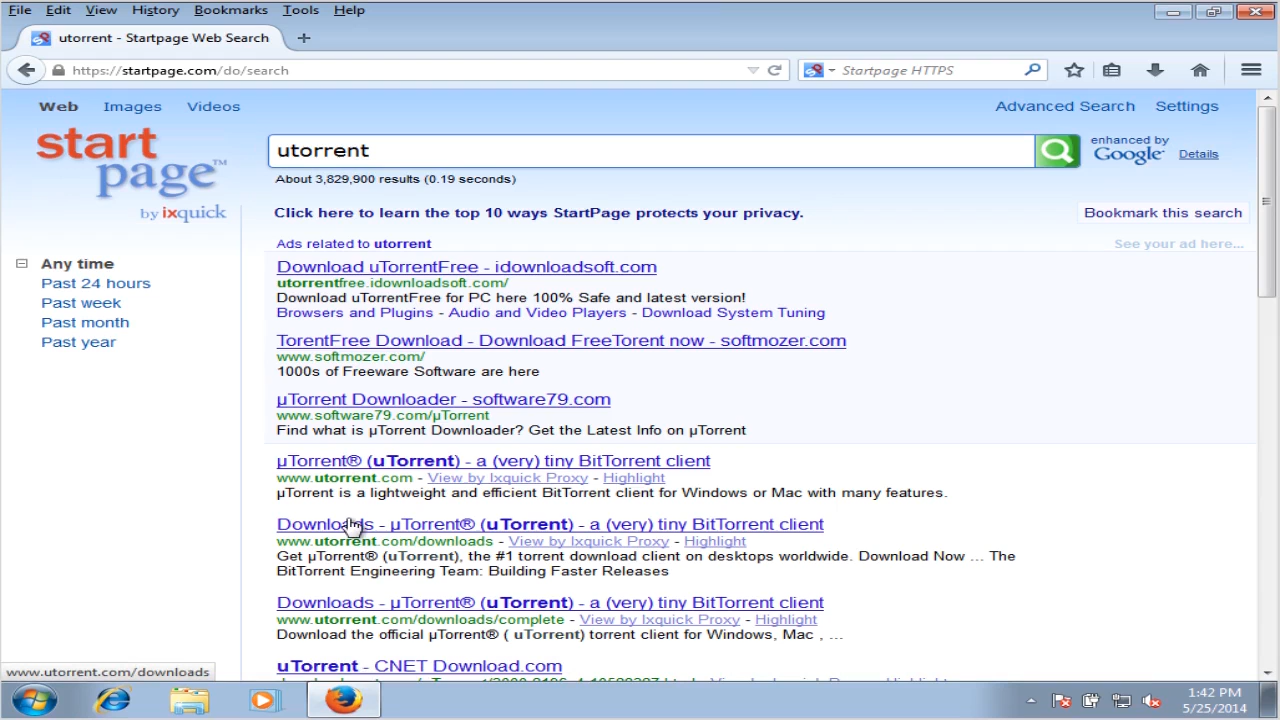 File Edit View History Bookmarks Tools Help
utorrent - Startpage Web Search
https://startpage.com/do/search
Startpage HTTPS
Web Images Videos
Advanced Search Settings
start page™
by ixquick
utorrent
enhanced by Google™ Details
About 3,829,900 results (0.19 seconds)
Click here to learn the top 10 ways StartPage protects your privacy.
Bookmark this search
Ads related to utorrent
See your ad here...
Any time
Past 24 hours
Past week
Past month
Past year
Download uTorrentFree - idownloadsoft.com
utorrentfree.idownloadsoft.com/
Download uTorrentFree for PC here 100% Safe and latest version!
Browsers and Plugins - Audio and Video Players - Download System Tuning
TorentFree Download - Download FreeTorent now - softmozer.com
www.softmozer.com/
1000s of Freeware Software are here
µTorrent Downloader - software79.com
www.software79.com/µTorrent
Find what is µTorrent Downloader? Get the Latest Info on µTorrent
µTorrent® (uTorrent) - a (very) tiny BitTorrent client
www.utorrent.com - View by Ixquick Proxy - Highlight
µTorrent is a lightweight and efficient BitTorrent client for Windows or Mac with many features.
Downloads - µTorrent® (uTorrent) - a (very) tiny BitTorrent client
www.utorrent.com/downloads - View by Ixquick Proxy - Highlight
Get µTorrent® (uTorrent), the #1 torrent download client on desktops worldwide. Download Now ... The
BitTorrent Engineering Team: Building Faster Releases
Downloads - µTorrent® (uTorrent) - a (very) tiny BitTorrent client
www.utorrent.com/downloads/complete - View by Ixquick Proxy - Highlight
Download the official µTorrent® ( uTorrent) torrent client for Windows, Mac , ...
uTorrent - CNET Download.com
www.utorrent.com/downloads
1:42 PM
5/25/2014